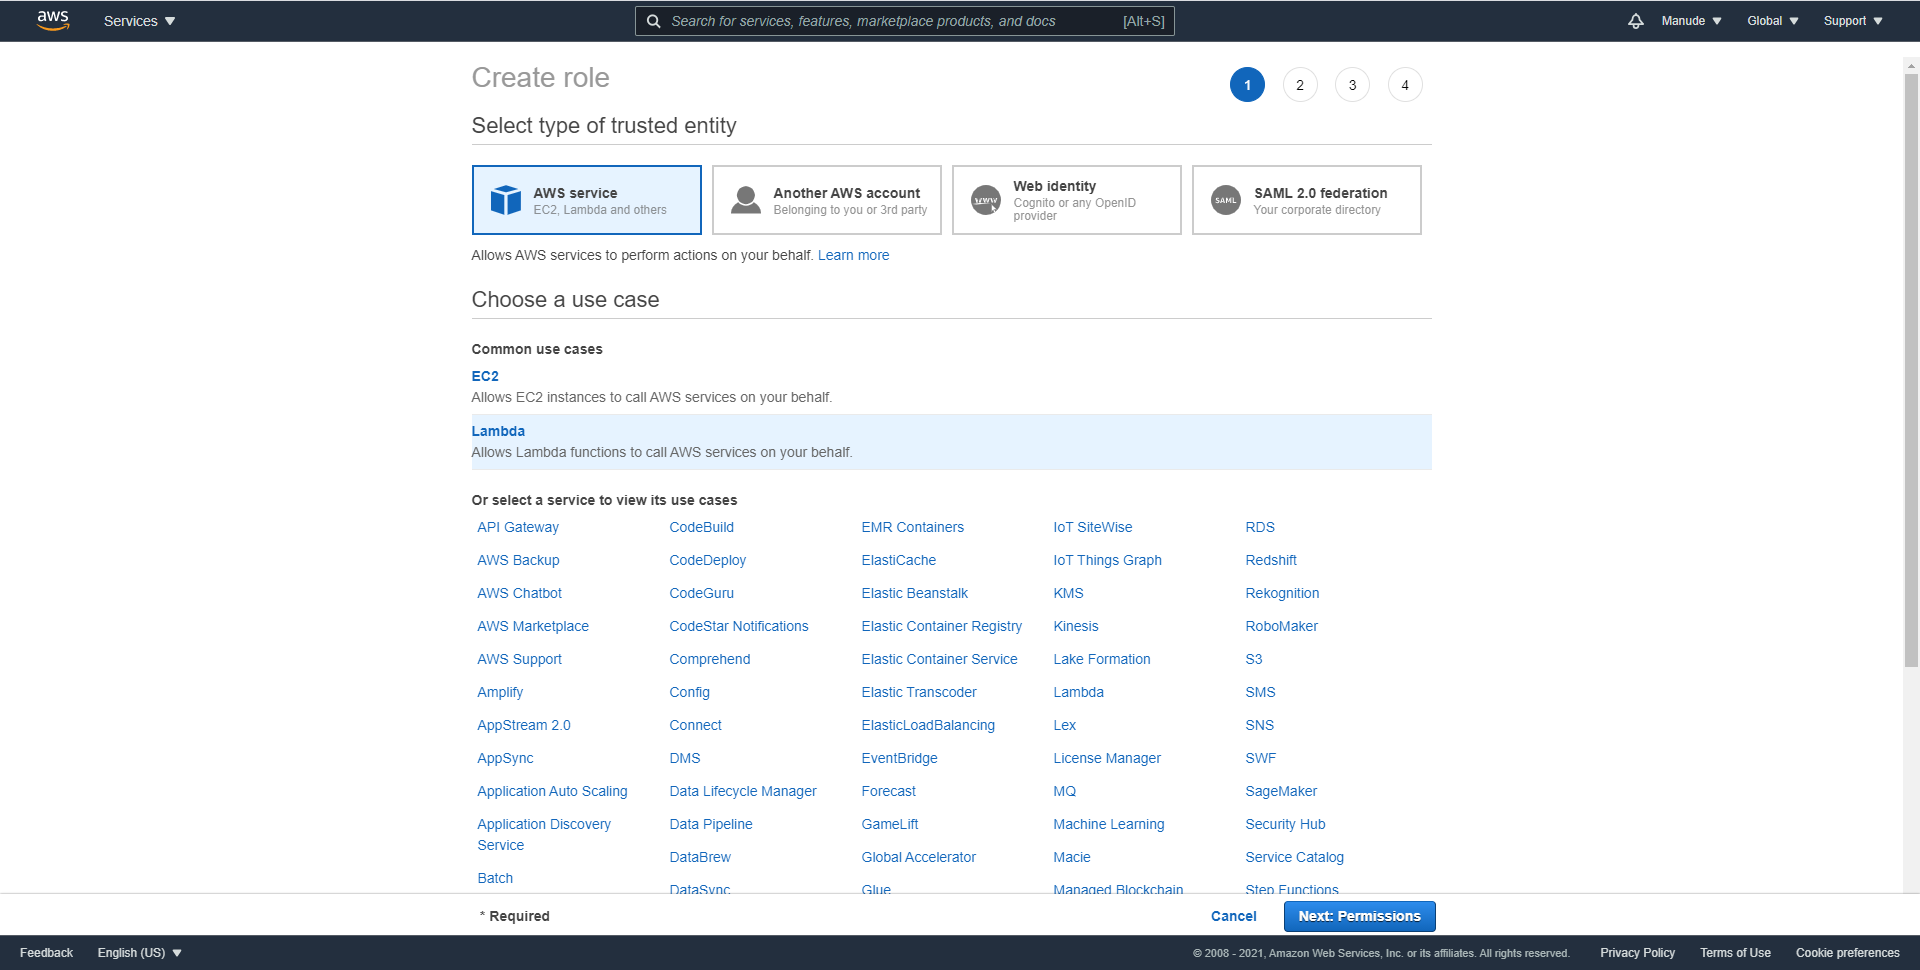 aws Services Search for services, features, marketplace products, and docs [Alt+S] Manude Global Support
Create role 1 2 3 4
Select type of trusted entity
AWS service
EC2, Lambda and others
Another AWS account
Belonging to you or 3rd party
www
Web identity
Cognito or any OpenID
provider
SAML
SAML 2.0 federation
Your corporate directory
Allows AWS services to perform actions on your behalf. Learn more
Choose a use case
Common use cases
EC2
Allows EC2 instances to call AWS services on your behalf.
Lambda
Allows Lambda functions to call AWS services on your behalf.
Or select a service to view its use cases
API Gateway CodeBuild EMR Containers IoT SiteWise RDS
AWS Backup CodeDeploy ElastiCache IoT Things Graph Redshift
AWS Chatbot CodeGuru Elastic Beanstalk KMS Rekognition
AWS Marketplace CodeStar Notifications Elastic Container Registry Kinesis RoboMaker
AWS Support Comprehend Elastic Container Service Lake Formation S3
Amplify Config Elastic Transcoder Lambda SMS
AppStream 2.0 Connect ElasticLoadBalancing Lex SNS
AppSync DMS EventBridge License Manager SWF
Application Auto Scaling Data Lifecycle Manager Forecast MQ SageMaker
Application Discovery Data Pipeline GameLift Machine Learning Security Hub
Service
DataBrew Global Accelerator Macie Service Catalog
Batch
DataSync Glue Managed Blockchain Step Functions
* Required Cancel Next: Permissions
Feedback English (US) © 2008 - 2021, Amazon Web Services, Inc. or its affiliates. All rights reserved. Privacy Policy Terms of Use Cookie preferences